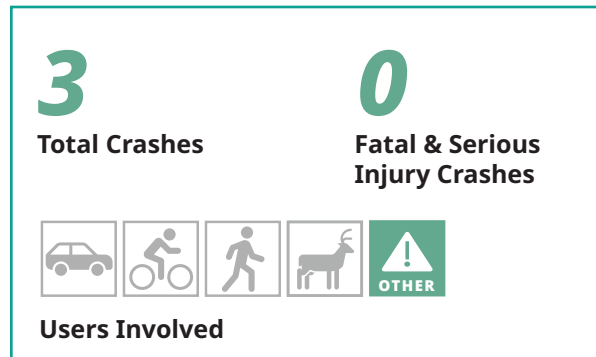 3
Total Crashes
0
Fatal & Serious
Injury Crashes
OTHER
Users Involved